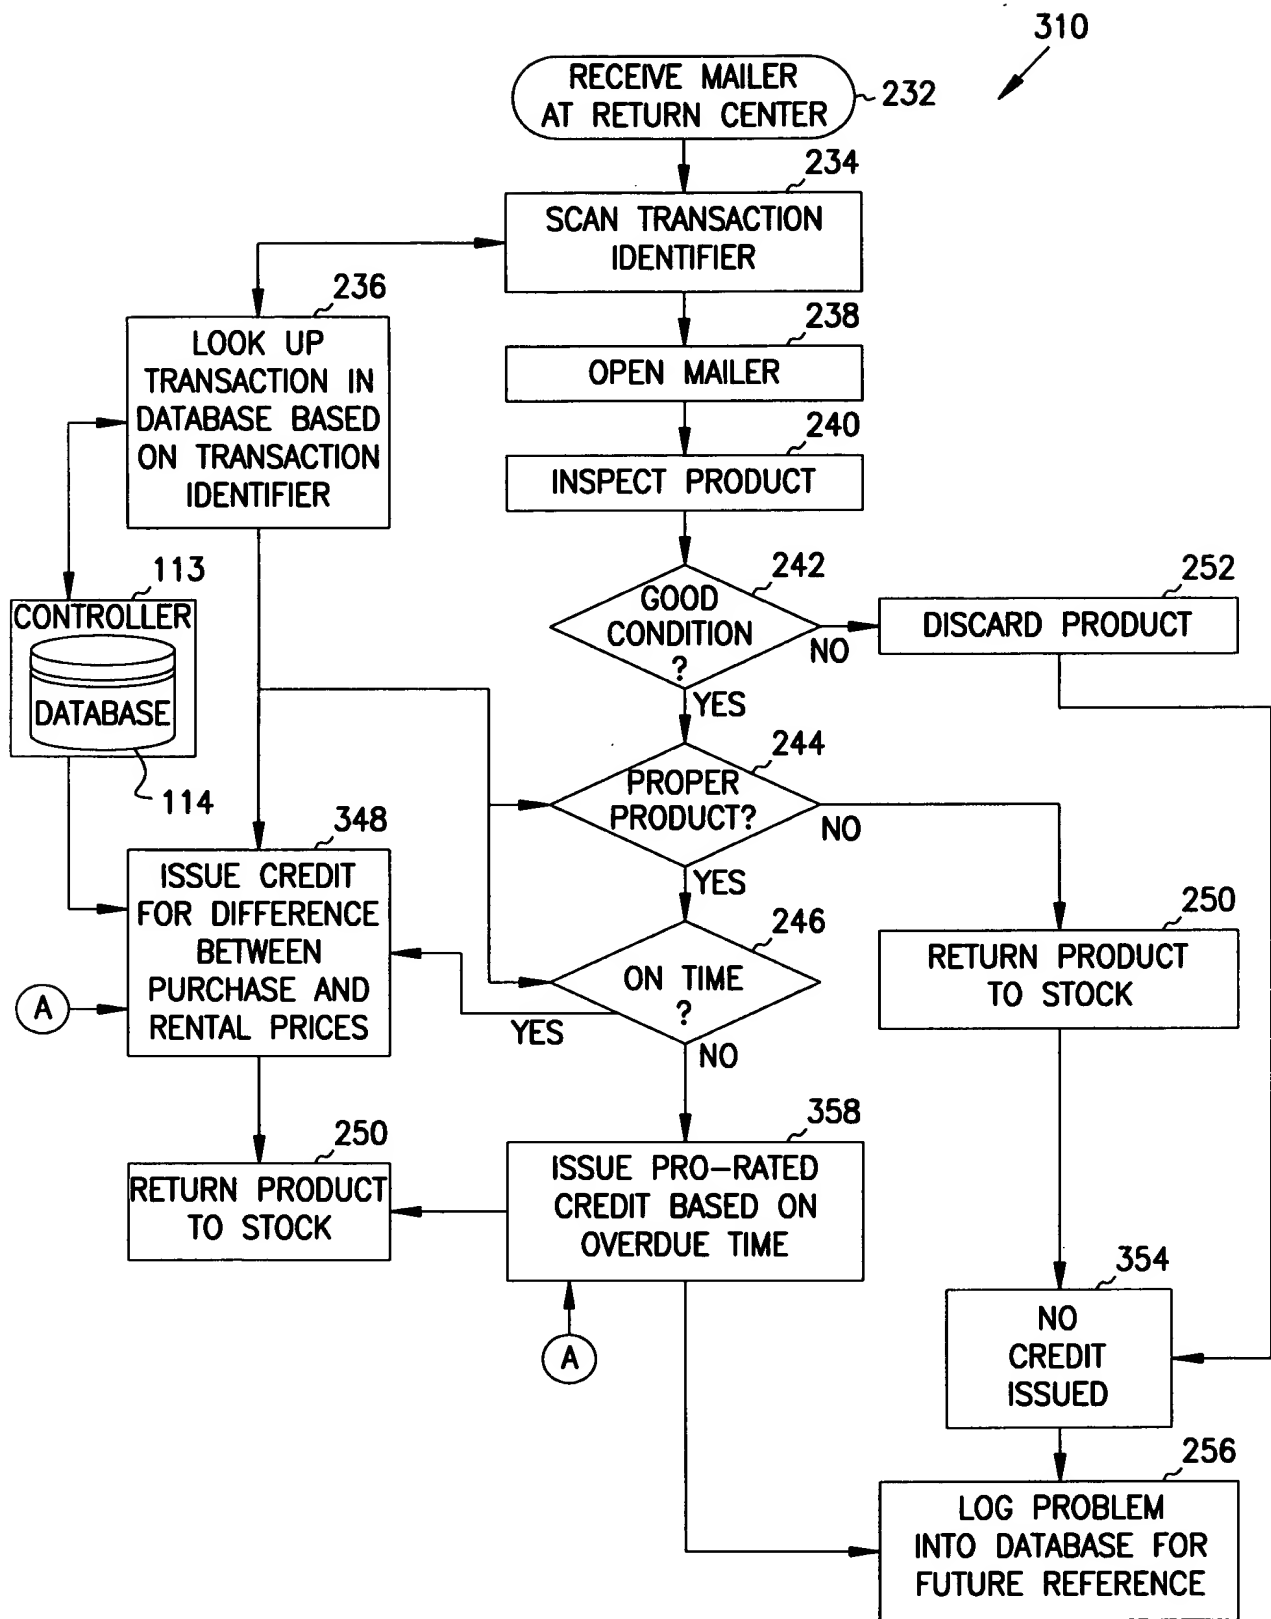 310
RECEIVE MAILER
AT RETURN CENTER
232
234
SCAN TRANSACTION
IDENTIFIER
236
LOOK UP
TRANSACTION IN
DATABASE BASED
ON TRANSACTION
IDENTIFIER
238
OPEN MAILER
240
INSPECT PRODUCT
113
CONTROLLER
DATABASE
114
242
GOOD
CONDITION
?
NO
YES
252
DISCARD PRODUCT
244
PROPER
PRODUCT?
NO
YES
348
ISSUE CREDIT
FOR DIFFERENCE
BETWEEN
PURCHASE AND
RENTAL PRICES
A
246
ON TIME
?
YES
NO
250
RETURN PRODUCT
TO STOCK
250
RETURN PRODUCT
TO STOCK
358
ISSUE PRO-RATED
CREDIT BASED ON
OVERDUE TIME
A
354
NO
CREDIT
ISSUED
256
LOG PROBLEM
INTO DATABASE FOR
FUTURE REFERENCE